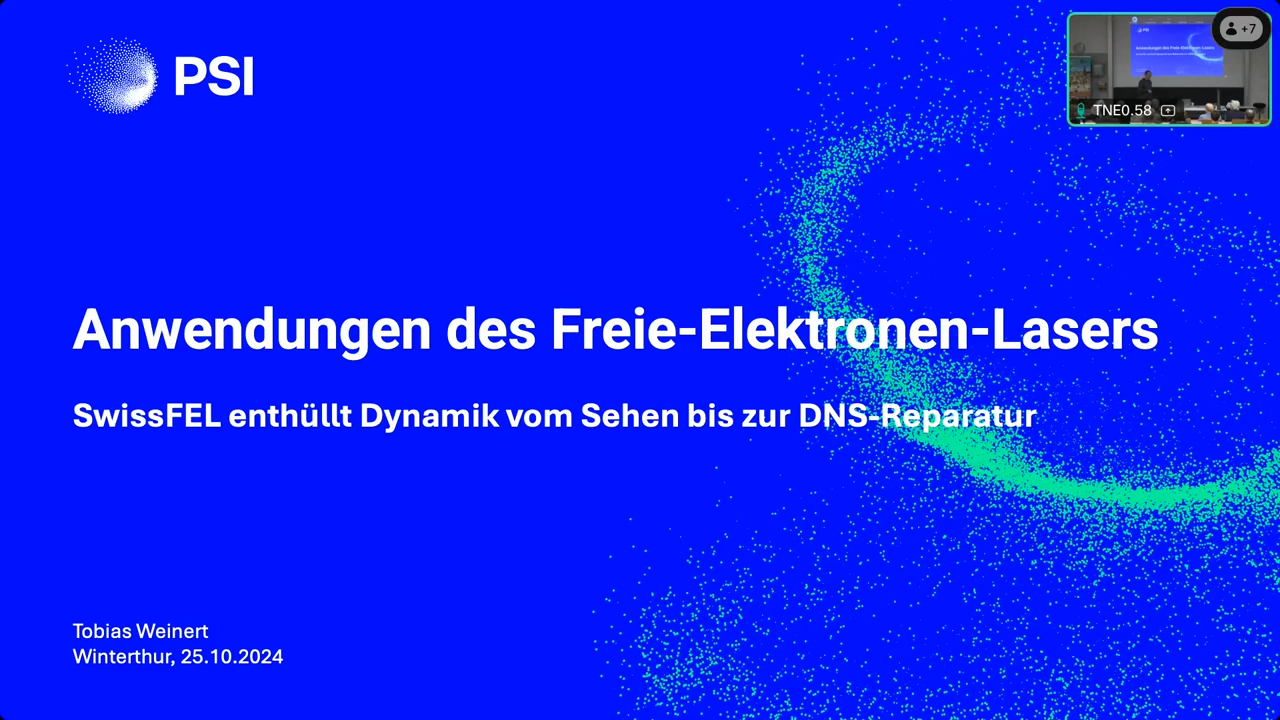 PSI
+7
TNE0.58
Anwendungen des Freie-Elektronen-Lasers
SwissFEL enthüllt Dynamik vom Sehen bis zur DNS-Reparatur
Tobias Weinert
Winterthur, 25.10.2024